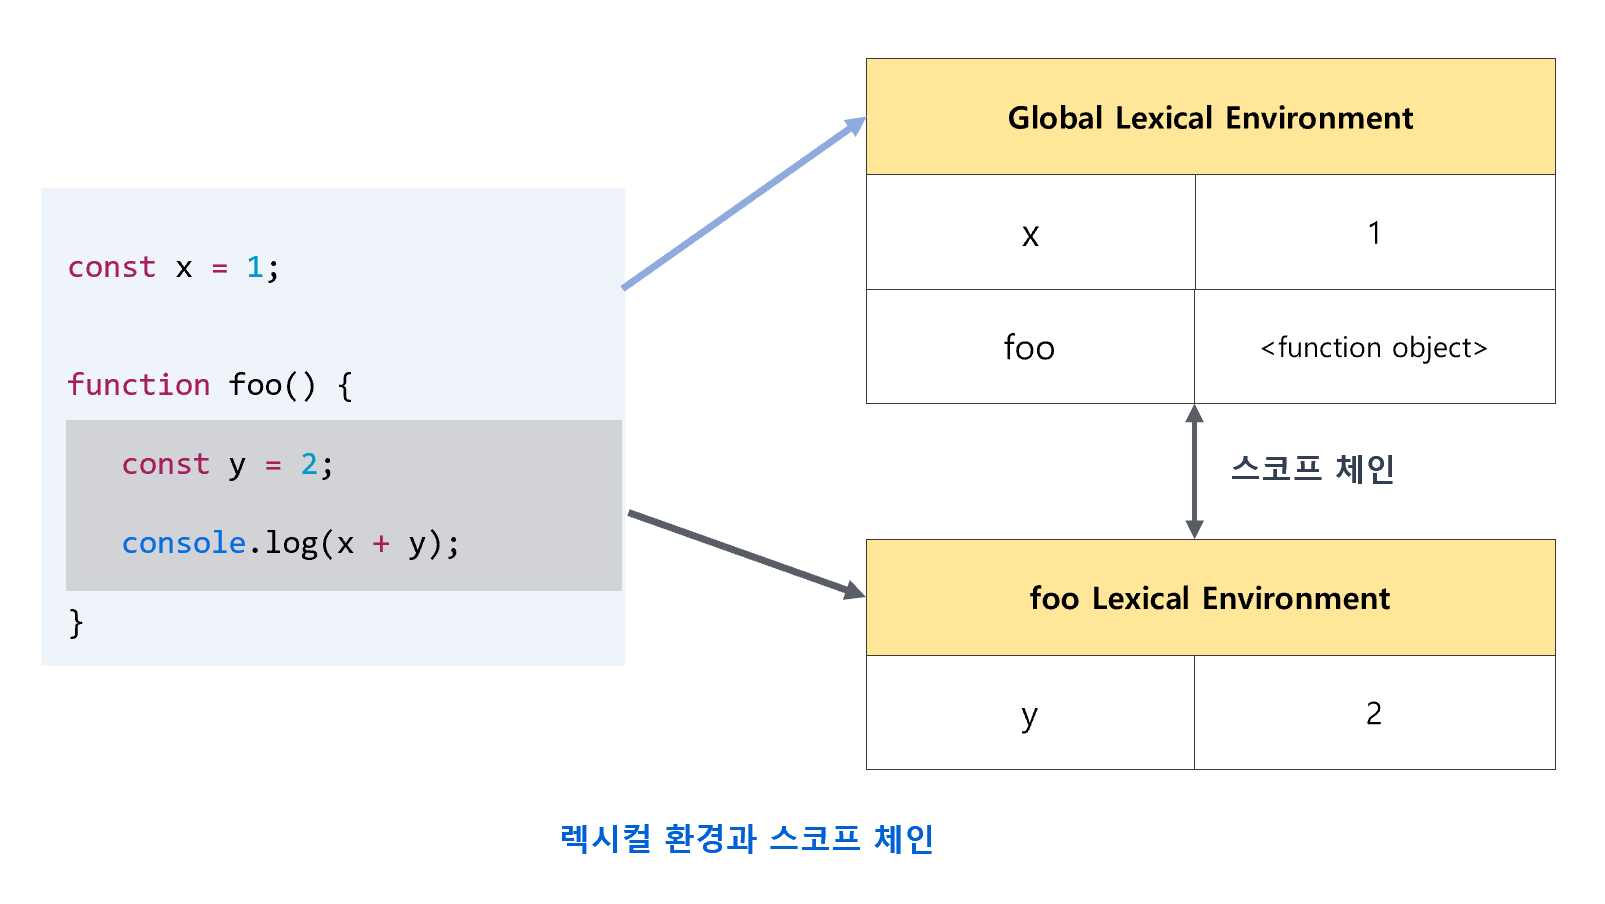 const x = 1;
function foo() {
const y = 2;
console.log(x + y);
}
Global Lexical Environment
x 1
foo <function object>
스코프 체인
foo Lexical Environment
y 2
렉시컬 환경과 스코프 체인